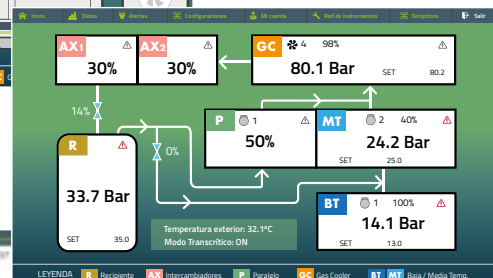 Inicio Datos Alertas Configuraciones Mi cuenta Red de instrumentos Sinópticos Salir
AX1 AX2 GC 4 98%
30% 30% 80.1 Bar
SET 80.2
14%
P 1 MT 2 40%
50% 24.2 Bar
SET 25.0
R 0%
33.7 Bar
SET 35.0
BT 1 100%
14.1 Bar
SET 13.0
Temperatura exterior: 32.1ºC
Modo Transcrítico: ON
LEYENDA R Recipiente AX Intercambiadores P Paralelo GC Gas Cooler BT MT Baja / Media Temp.